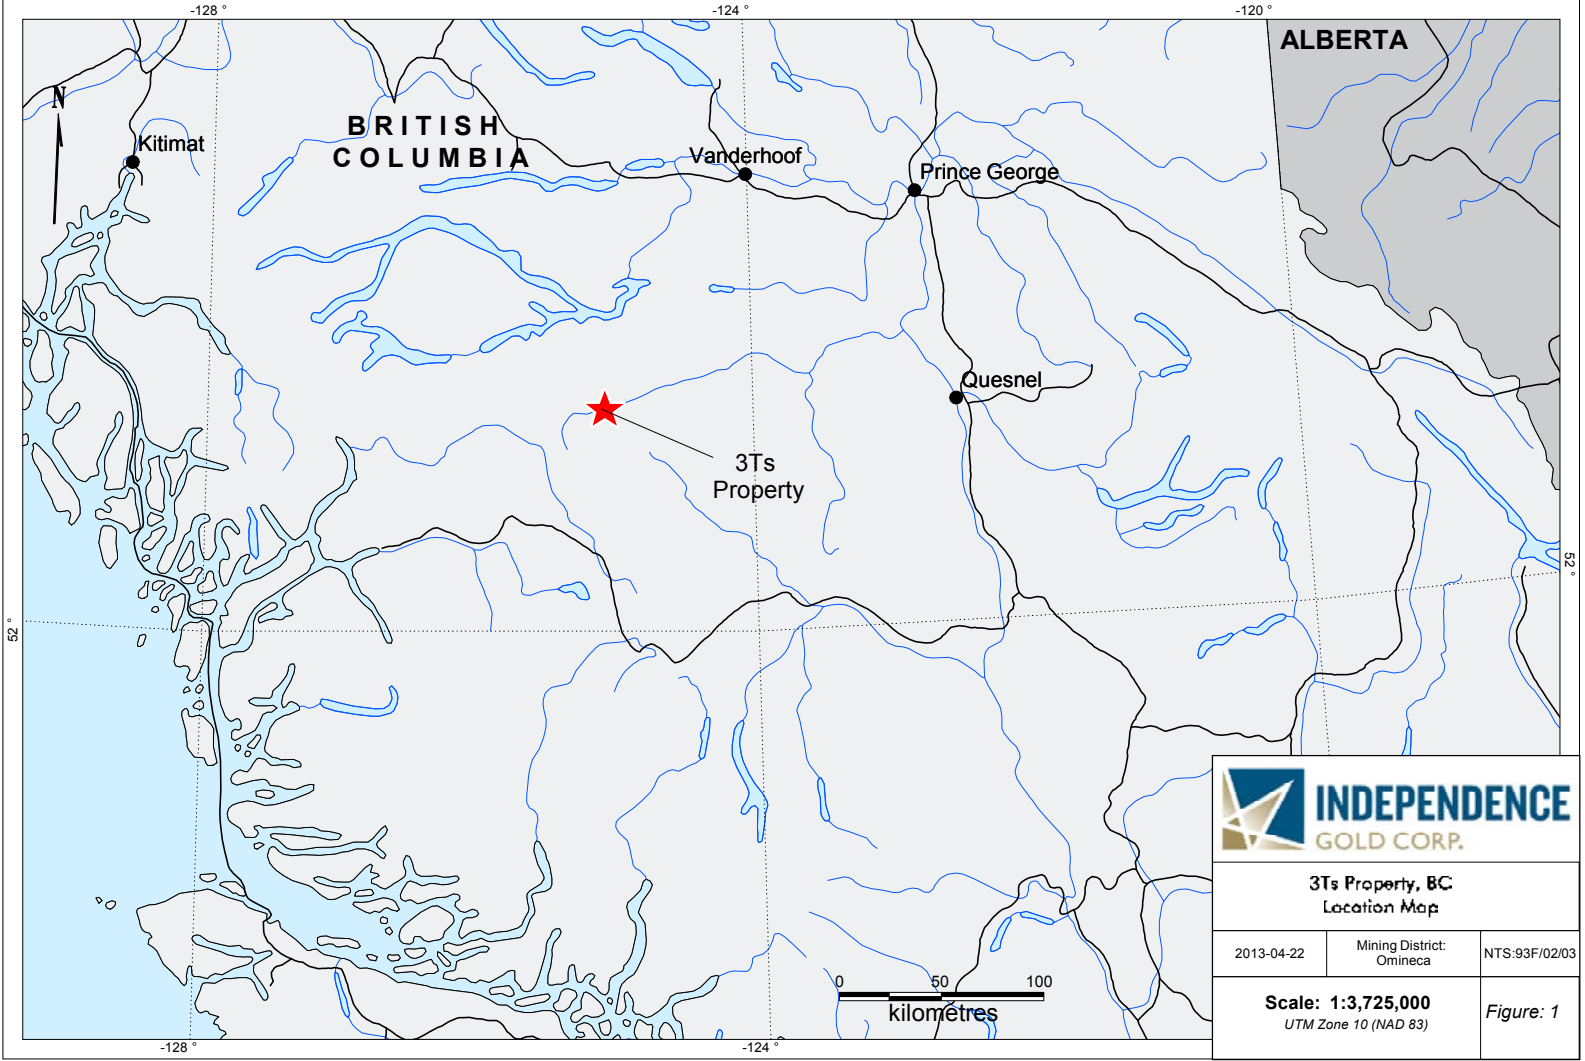 -128 °
-124 °
-120 °
ALBERTA
N
BRITISH
COLUMBIA
Kitimat
Vanderhoof
Prince George
Quesnel
3Ts
Property
52 °
52 °
INDEPENDENCE
GOLD CORP.
3Ts Property, BC
Location Map
2013-04-22
Mining District:
Omineca
NTS:93F/02/03
Scale: 1:3,725,000
UTM Zone 10 (NAD 83)
Figure: 1
0 50 100
kilometres
-128 °
-124 °